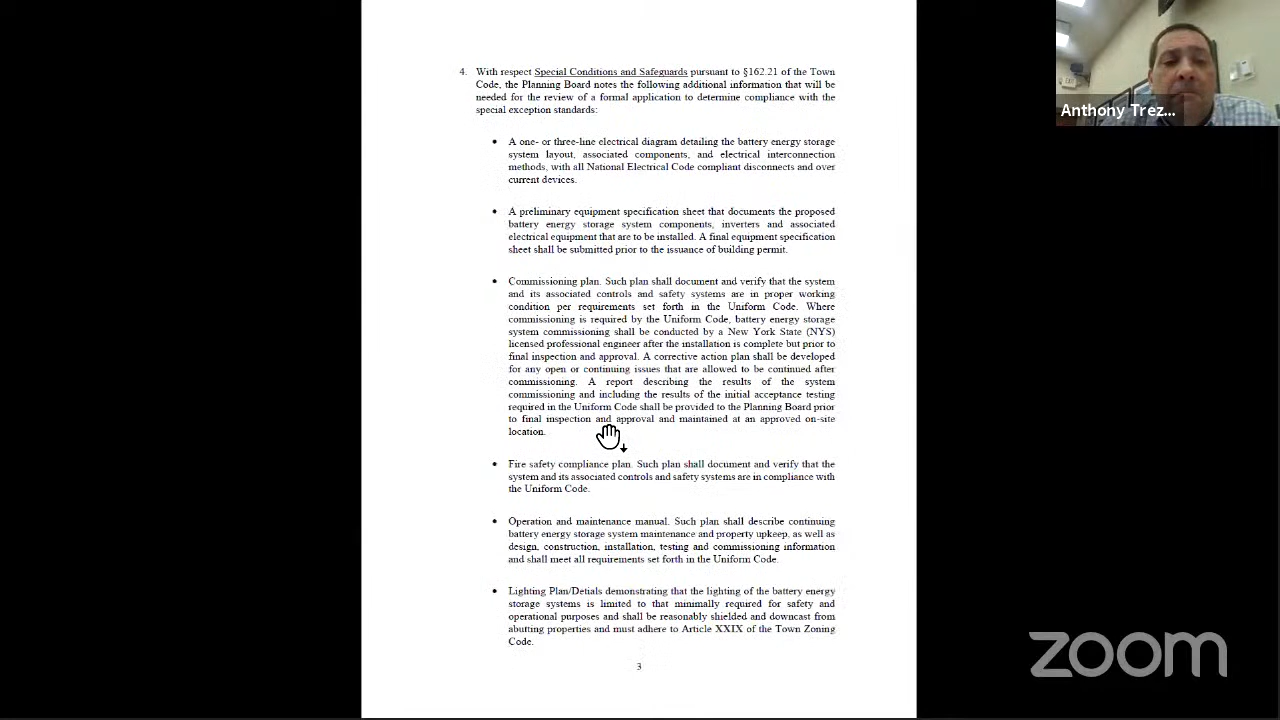 4. With respect Special Conditions and Safeguards pursuant to §162.21 of the Town
Code, the Planning Board notes the following additional information that will be
needed for the review of a formal application to determine compliance with the
special exception standards:
• A one- or three-line electrical diagram detailing the battery energy storage
system layout, associated components, and electrical interconnection
methods, with all National Electrical Code compliant disconnects and over
current devices.
• A preliminary equipment specification sheet that documents the proposed
battery energy storage system components, inverters and associated
electrical equipment that are to be installed. A final equipment specification
sheet shall be submitted prior to the issuance of building permit.
• Commissioning plan. Such plan shall document and verify that the system
and its associated controls and safety systems are in proper working
condition per requirements set forth in the Uniform Code. Where
commissioning is required by the Uniform Code, battery energy storage
system commissioning shall be conducted by a New York State (NYS)
licensed professional engineer after the installation is complete but prior to
final inspection and approval. A corrective action plan shall be developed
for any open or continuing issues that are allowed to be continued after
commissioning. A report describing the results of the system
commissioning and including the results of the initial acceptance testing
required in the Uniform Code shall be provided to the Planning Board prior
to final inspection and approval and maintained at an approved on-site
location.
• Fire safety compliance plan. Such plan shall document and verify that the
system and its associated controls and safety systems are in compliance with
the Uniform Code.
• Operation and maintenance manual. Such plan shall describe continuing
battery energy storage system maintenance and property upkeep, as well as
design, construction, installation, testing and commissioning information
and shall meet all requirements set forth in the Uniform Code.
• Lighting Plan/Detials demonstrating that the lighting of the battery energy
storage systems is limited to that minimally required for safety and
operational purposes and shall be reasonably shielded and downcast from
abutting properties and must adhere to Article XXIX of the Town Zoning
Code.
3
Anthony Trez...
zoom